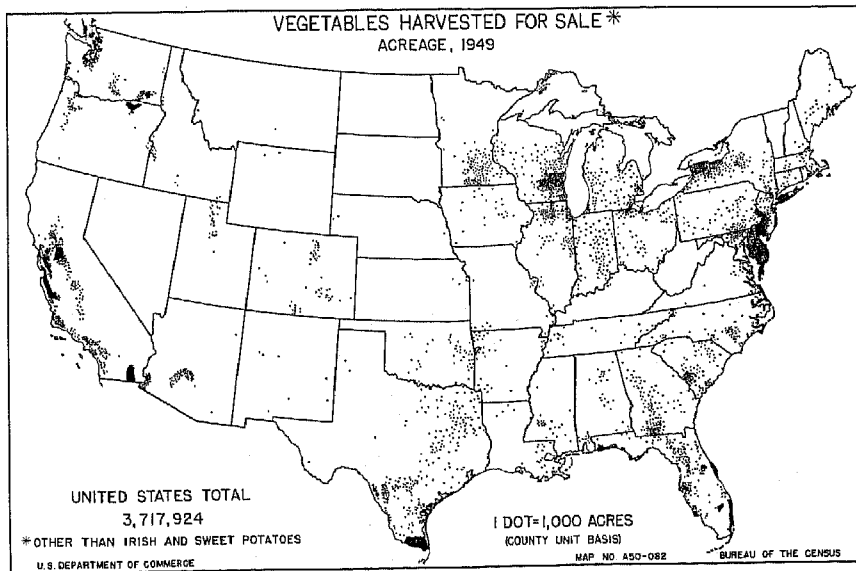 VEGETABLES HARVESTED FOR SALE*
ACREAGE, 1949
UNITED STATES TOTAL
3,717,924
*OTHER THAN IRISH AND SWEET POTATOES
U.S. DEPARTMENT OF COMMERCE
1 DOT=1,000 ACRES
(COUNTY UNIT BASIS)
MAP NO. A50-082
BUREAU OF THE CENSUS